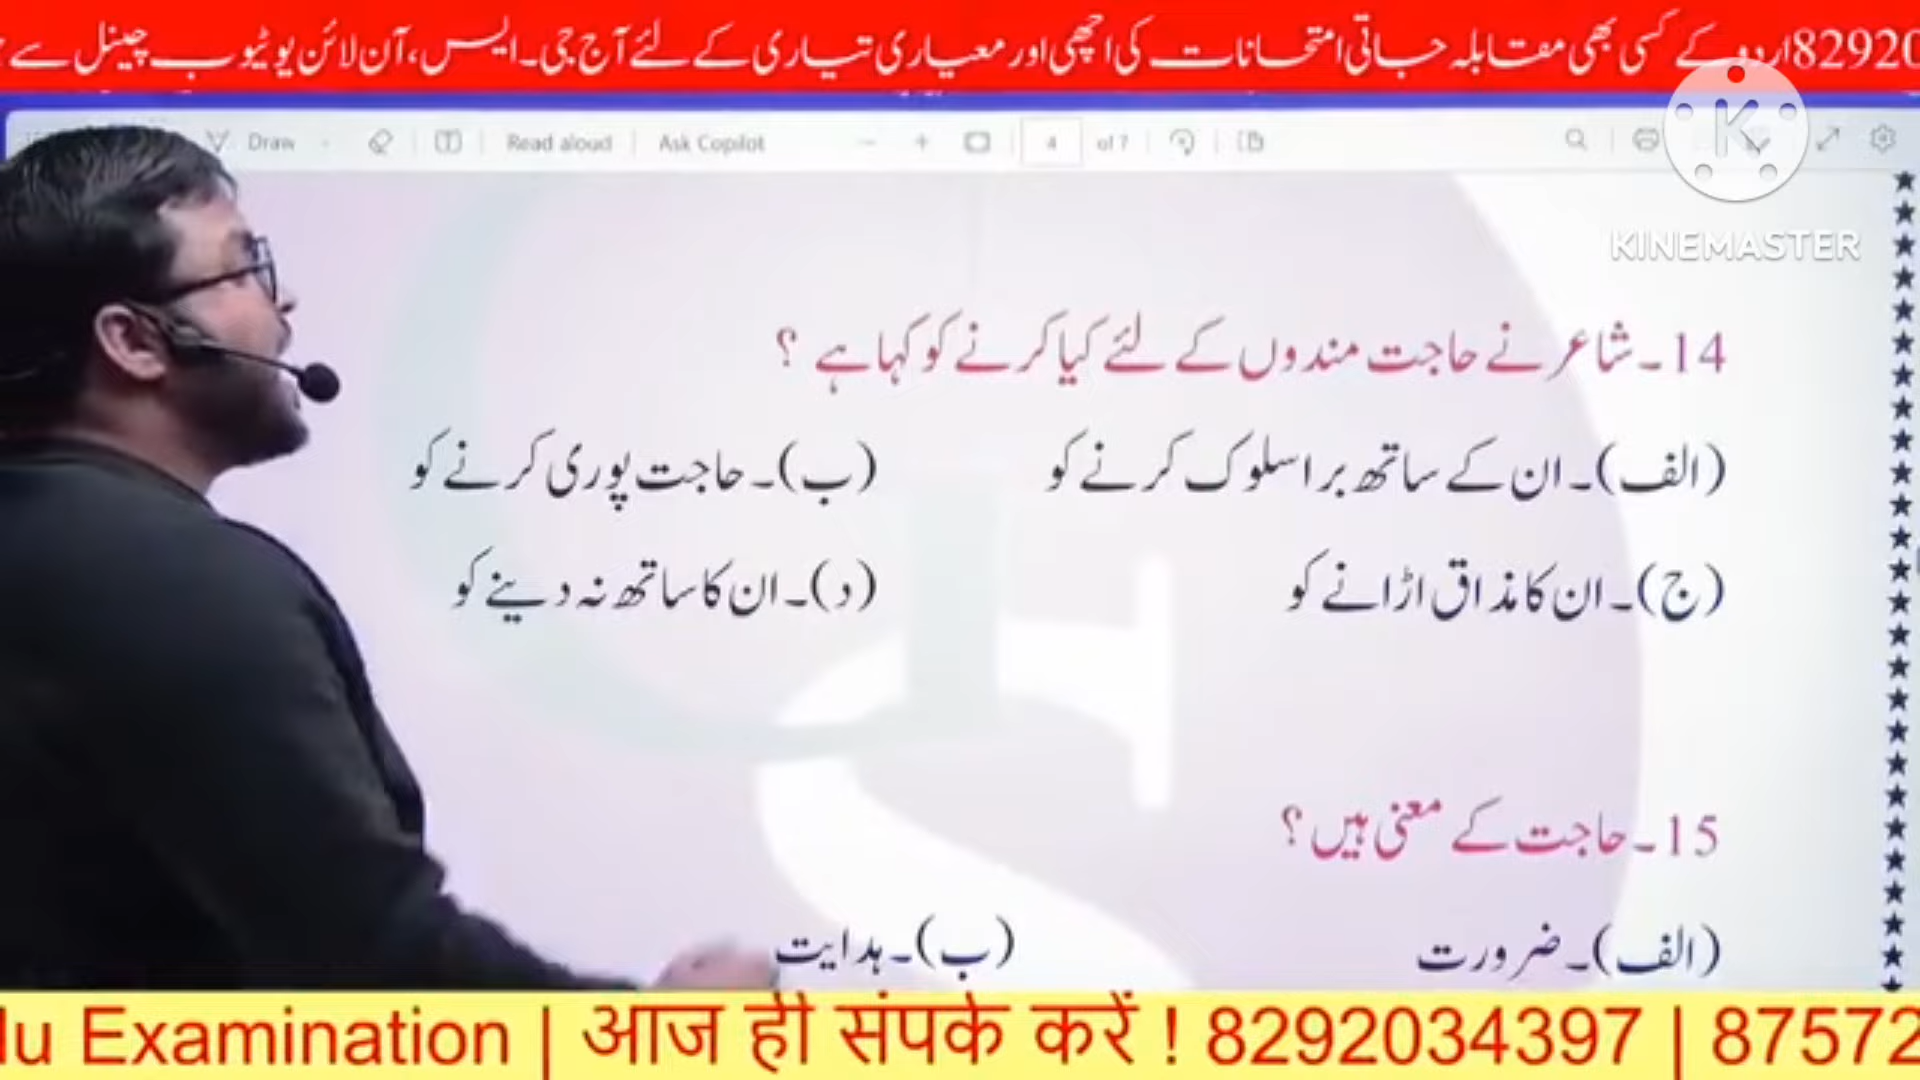 82920اردو کے کسی بھی مقابلہ جاتی امتحانات کی اچھی اور معیاری تیاری کے لئے آج جی۔ایس،آن لائن یوٹیوب چینل سے
Draw Read aloud Ask Copilot 4 of 7
KINEMASTER
14۔شاعر نے حاجت مندوں کے لئے کیا کرنے کو کہا ہے ؟
(الف)۔ان کے ساتھ برا سلوک کرنے کو (ب)۔حاجت پوری کرنے کو
(ج)۔ان کا مذاق اڑانے کو (د)۔ان کا ساتھ نہ دینے کو
15۔حاجت کے معنی ہیں؟
(الف)۔ضرورت (ب)۔ہدایت
du Examination | आज ही संपर्क करें ! 8292034397 | 87572